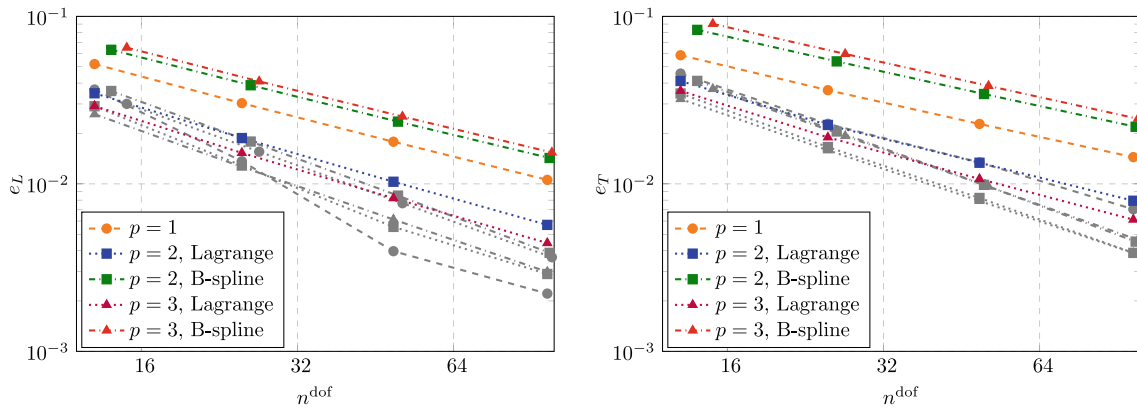 10⁻¹
10⁻²
10⁻³
e_L
p = 1
p = 2, Lagrange
p = 2, B-spline
p = 3, Lagrange
p = 3, B-spline
16
32
64
n^dof
10⁻¹
10⁻²
10⁻³
e_T
p = 1
p = 2, Lagrange
p = 2, B-spline
p = 3, Lagrange
p = 3, B-spline
16
32
64
n^dof